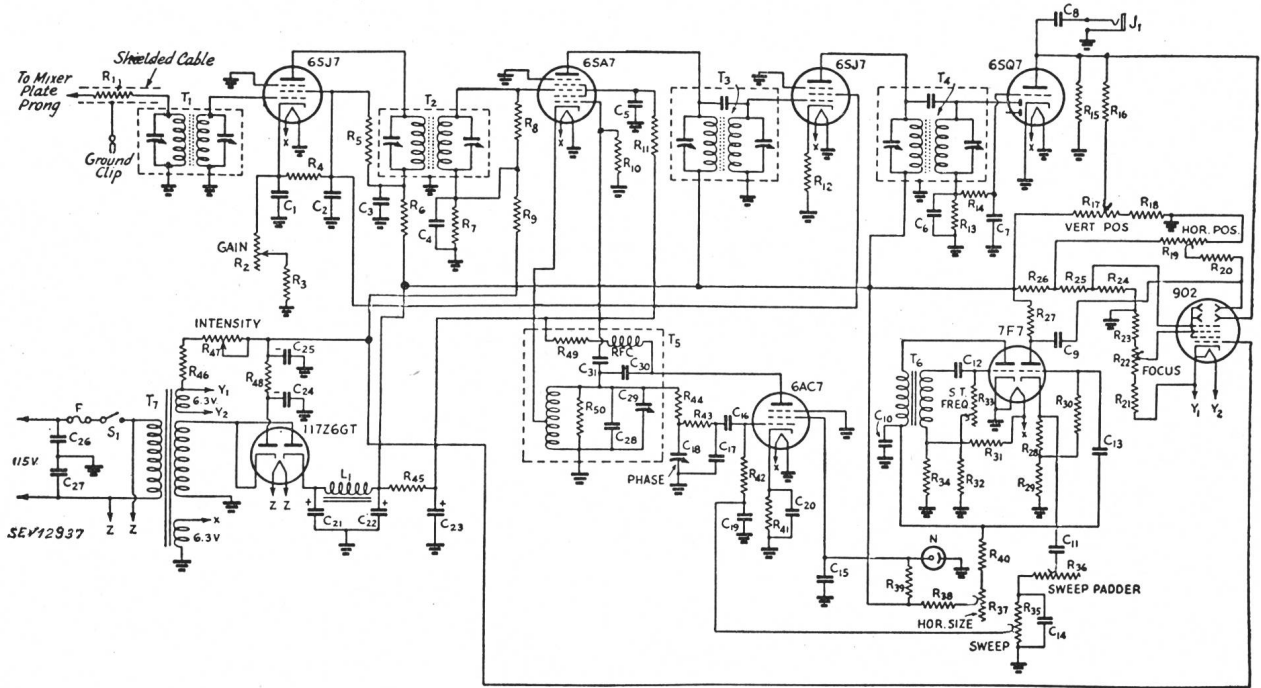 C8
J1
6SJ7
6SA7
6SJ7
6SQ7
Shielded Cable
To Mixer
Plate
Prong
R1
T1
Ground
Clip
X
R4
C1
C2
R5
C3
T2
R6
C4
R7
R8
R9
X
C5
R10
R11
T3
X
R12
T4
C6
R13
R14
C7
X
R15
R16
GAIN
R2
R3
R17
VERT POS
R18
HOR. POS.
R19
R20
R26
R25
R24
902
INTENSITY
R47
R46
C25
R48
C24
T7
Y1
6.3V
Y2
F
S1
C26
115V.
C27
Z
Z
117Z6GT
Z
Z
L1
R45
C21
C22
C23
X
6.3V
SEV12937
R49
RFC
T5
C31
C30
R50
C29
C28
R44
R43
C16
C18
C17
PHASE
R42
C19
6AC7
X
R41
C20
C15
7F7
R27
C9
T6
C12
S.T.
FREQ
R33
C10
R34
R32
R31
X
R28
R29
R30
C13
R23
R22
FOCUS
R21
Y1
Y2
N
R39
R38
R40
R37
HOR. SIZE
C11
R36
SWEEP PADDER
R35
C14
SWEEP